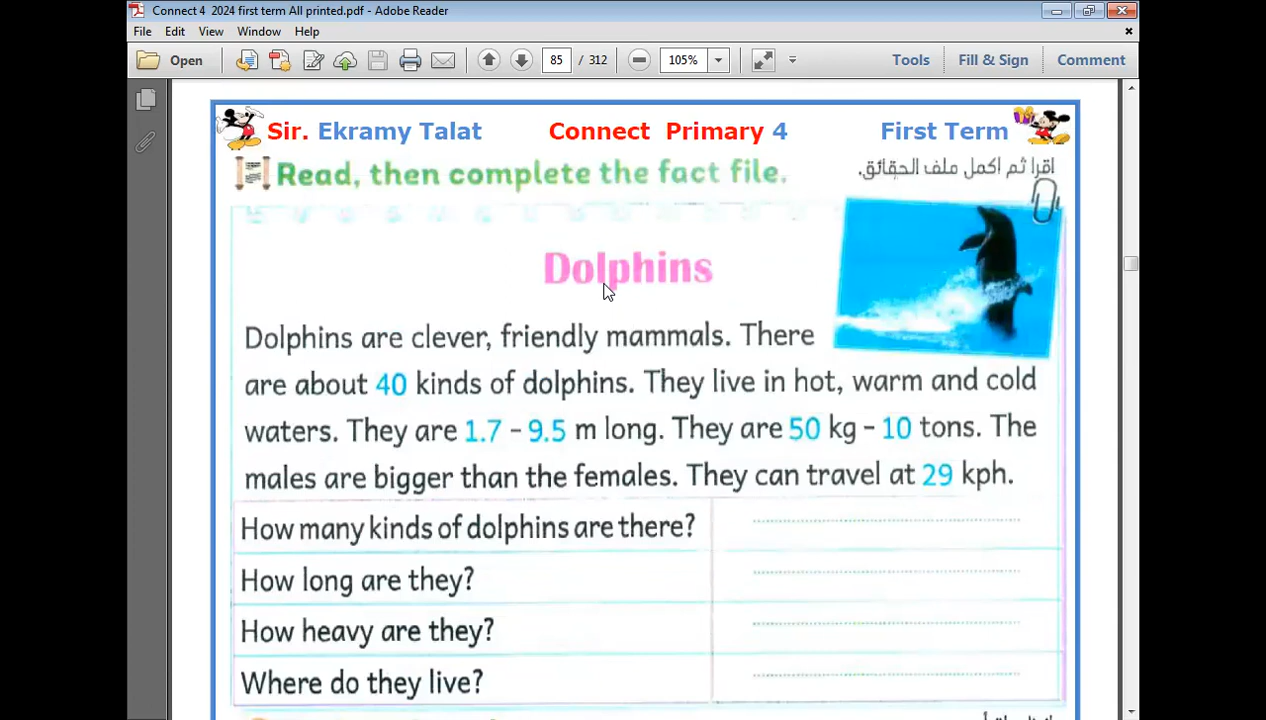 Connect 4 2024 first term All printed.pdf - Adobe Reader
File Edit View Window Help
Open 85 / 312 105% Tools Fill & Sign Comment
Sir. Ekramy Talat Connect Primary 4 First Term
Read, then complete the fact file. اقرا ثم اكمل ملف الحقائق.
Dolphins
Dolphins are clever, friendly mammals. There
are about 40 kinds of dolphins. They live in hot, warm and cold
waters. They are 1.7 - 9.5 m long. They are 50 kg - 10 tons. The
males are bigger than the females. They can travel at 29 kph.
How many kinds of dolphins are there?
How long are they?
How heavy are they?
Where do they live?